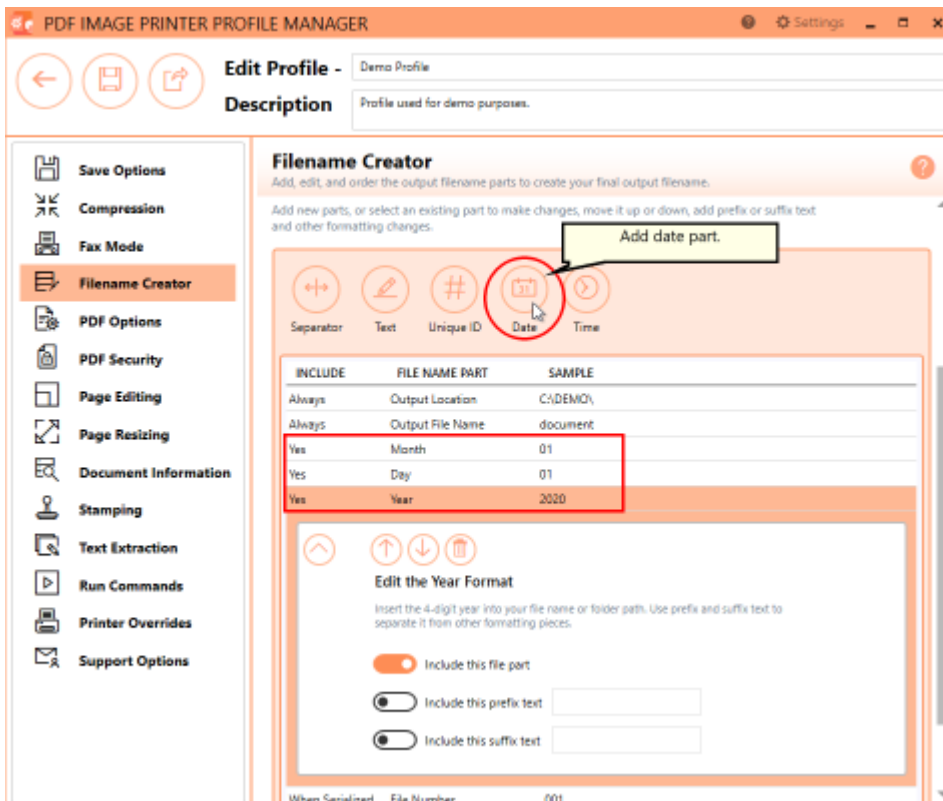 PDF IMAGE PRINTER PROFILE MANAGER
Settings
Edit Profile -
Demo Profile
Description
Profile used for demo purposes.
Save Options
Compression
Fax Mode
Filename Creator
PDF Options
PDF Security
Page Editing
Page Resizing
Document Information
Stamping
Text Extraction
Run Commands
Printer Overrides
Support Options
Filename Creator
Add, edit, and order the output filename parts to create your final output filename.
Add new parts, or select an existing part to make changes, move it up or down, add prefix or suffix text
and other formatting changes.
Add date part.
31
Separator Text Unique ID Date Time
INCLUDE FILE NAME PART SAMPLE
Always Output Location C:\DEMO\
Always Output File Name document
Yes Month 01
Yes Day 01
Yes Year 2020
Edit the Year Format
Insert the 4-digit year into your file name or folder path. Use prefix and suffix text to
separate it from other formatting pieces.
Include this file part
Include this prefix text
Include this suffix text
When Serialized File Number 001